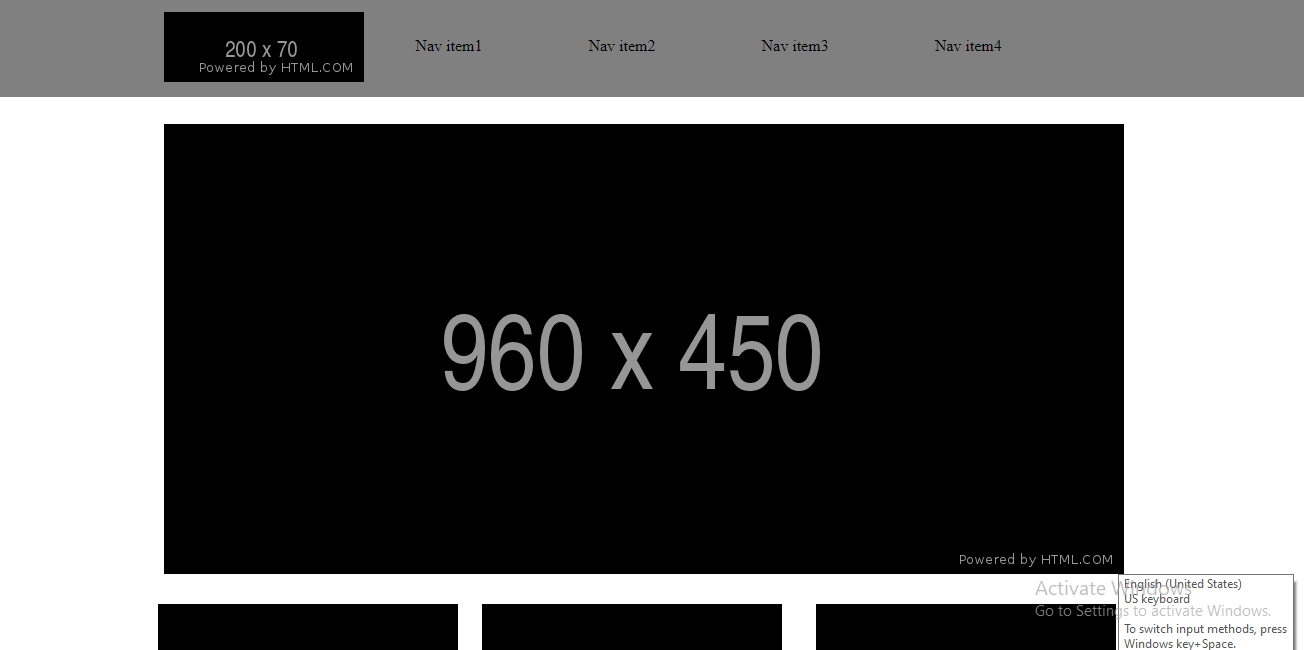 200 x 70
Powered by HTML.COM
Nav item1
Nav item2
Nav item3
Nav item4
960 x 450
Powered by HTML.COM
Activate Windows
Go to Settings to activate Windows.
English (United States)
US keyboard
To switch input methods, press
Windows key+Space.